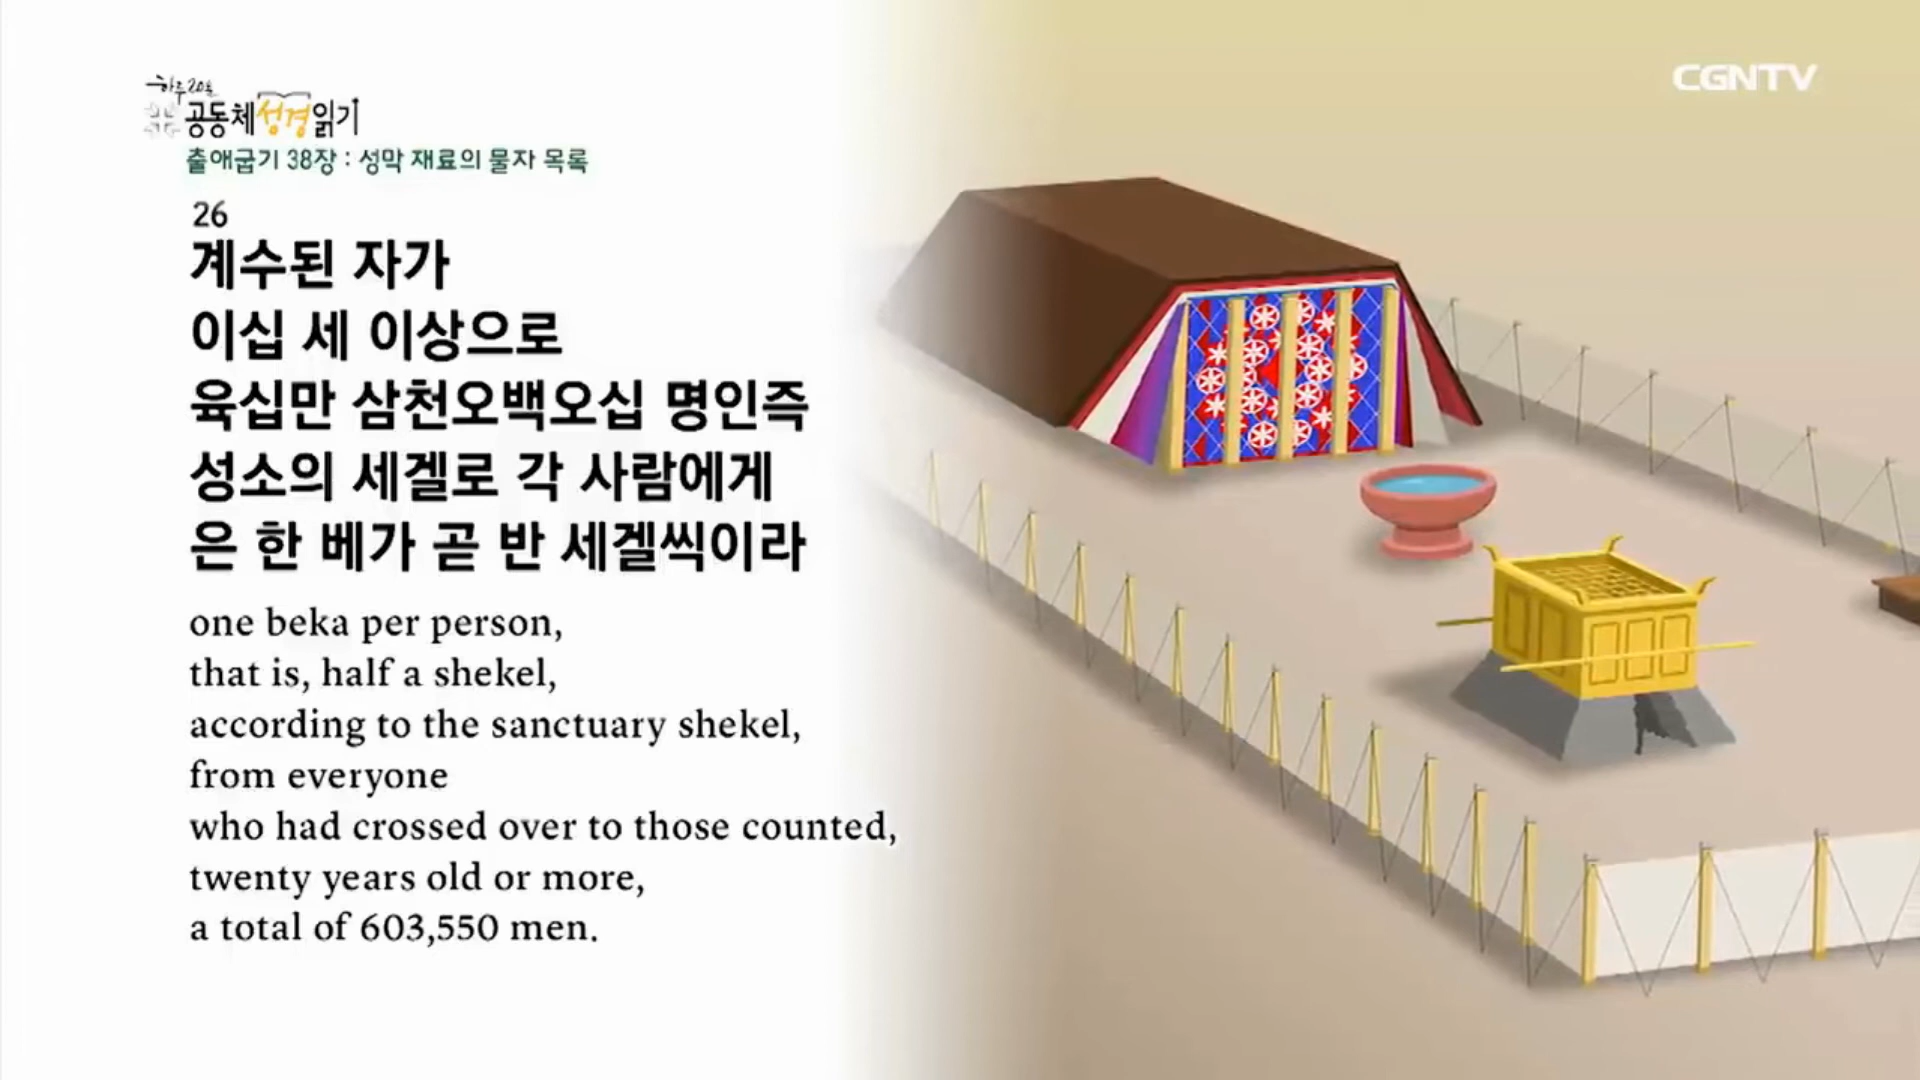 하루20분
공동체성경읽기
CGNTV
출애굽기 38장 : 성막 재료의 물자 목록
26
계수된 자가
이십 세 이상으로
육십만 삼천오백오십 명인즉
성소의 세겔로 각 사람에게
은 한 베가 곧 반 세겔씩이라
one beka per person,
that is, half a shekel,
according to the sanctuary shekel,
from everyone
who had crossed over to those counted,
twenty years old or more,
a total of 603,550 men.